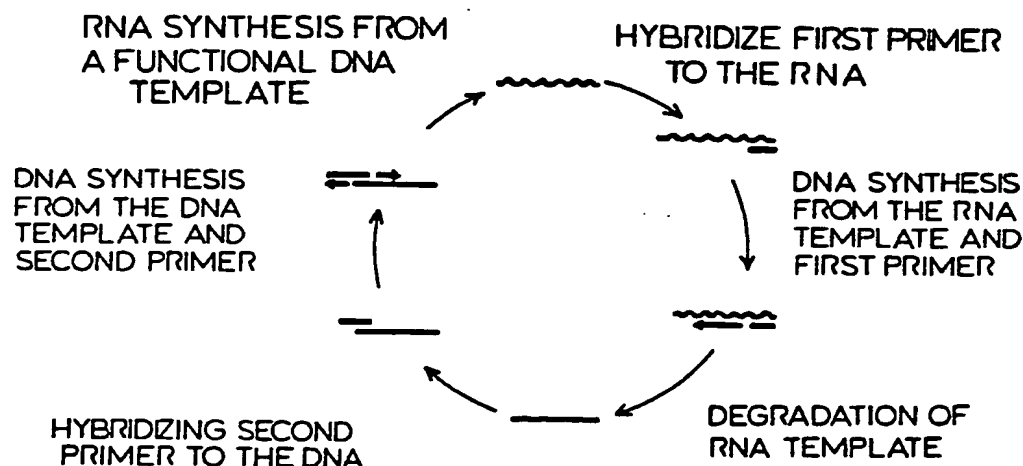 RNA SYNTHESIS FROM
A FUNCTIONAL DNA
TEMPLATE
HYBRIDIZE FIRST PRIMER
TO THE RNA
DNA SYNTHESIS
FROM THE DNA
TEMPLATE AND
SECOND PRIMER
DNA SYNTHESIS
FROM THE RNA
TEMPLATE AND
FIRST PRIMER
HYBRIDIZING SECOND
PRIMER TO THE DNA
DEGRADATION OF
RNA TEMPLATE